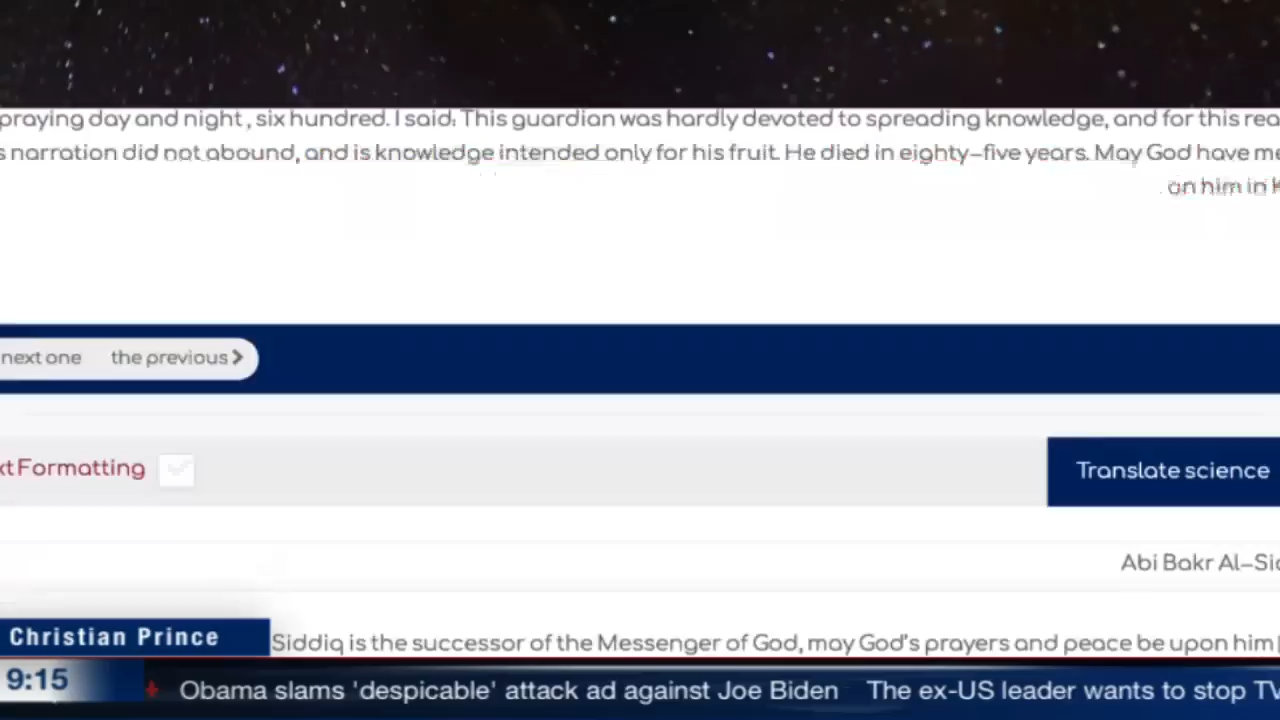 praying day and night , six hundred. I said: This guardian was hardly devoted to spreading knowledge, and for this rea
s narration did not abound, and is knowledge intended only for his fruit. He died in eighty-five years. May God have me
on him in K
next one the previous
xt Formatting
Translate science
Abi Bakr Al-Sid
Christian Prince
Siddiq is the successor of the Messenger of God, may God's prayers and peace be upon him
9:15
Obama slams 'despicable' attack ad against Joe Biden The ex-US leader wants to stop TV